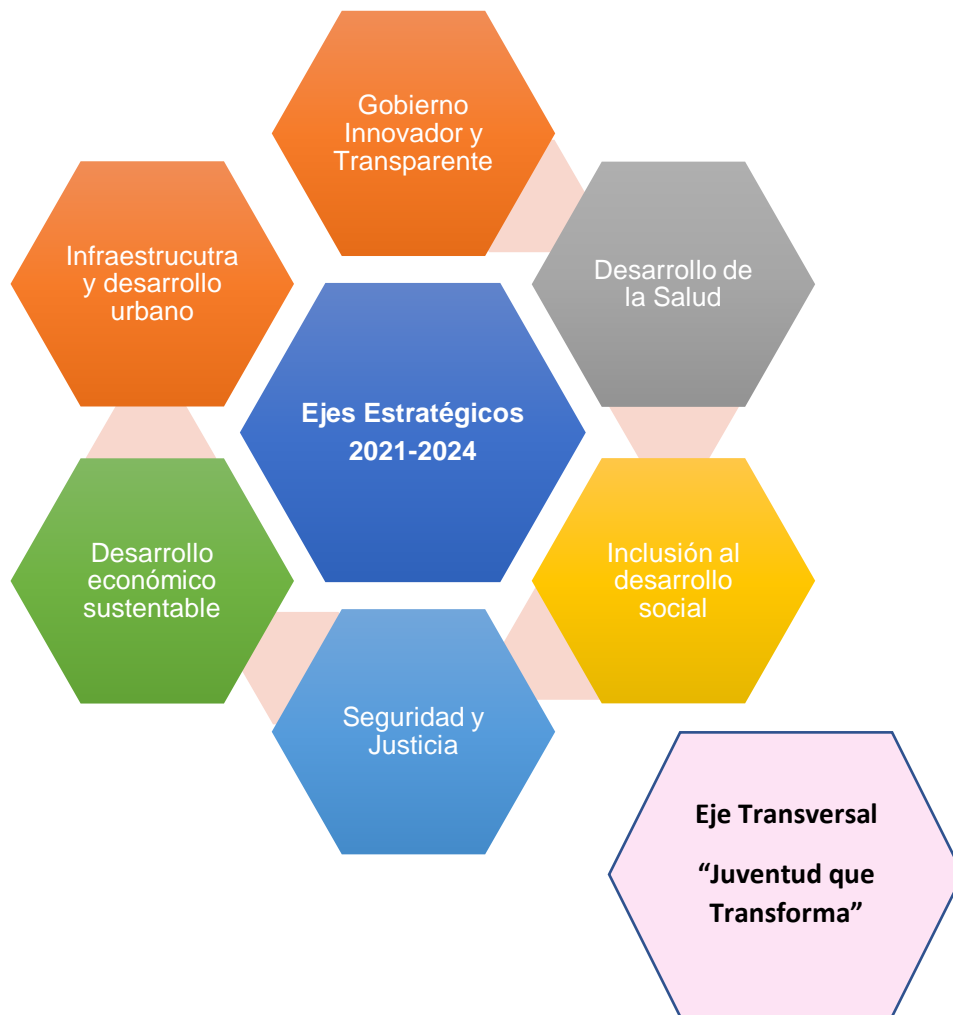 Gobierno
Innovador y
Transparente
Desarrollo de
la Salud
Inclusión al
desarrollo
social
Seguridad y
Justicia
Desarrollo
económico
sustentable
Infraestrucutra
y desarrollo
urbano
Ejes Estratégicos
2021-2024
Eje Transversal
“Juventud que
Transforma”